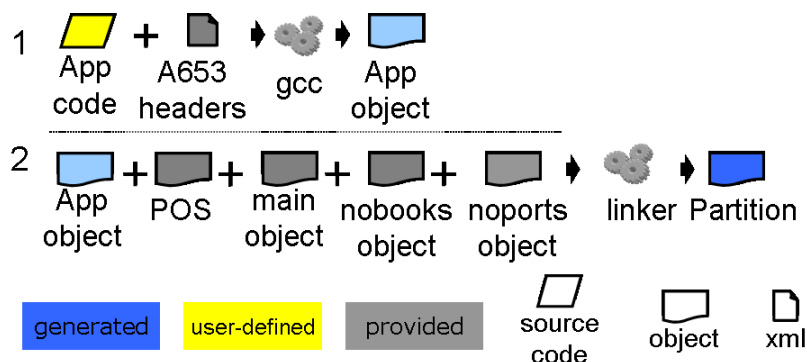 1
App code
+
A653 headers
gcc
App object
2
App object
+
POS
+
main object
+
nobooks object
+
noports object
linker
Partition
generated
user-defined
provided
source code
object
xml